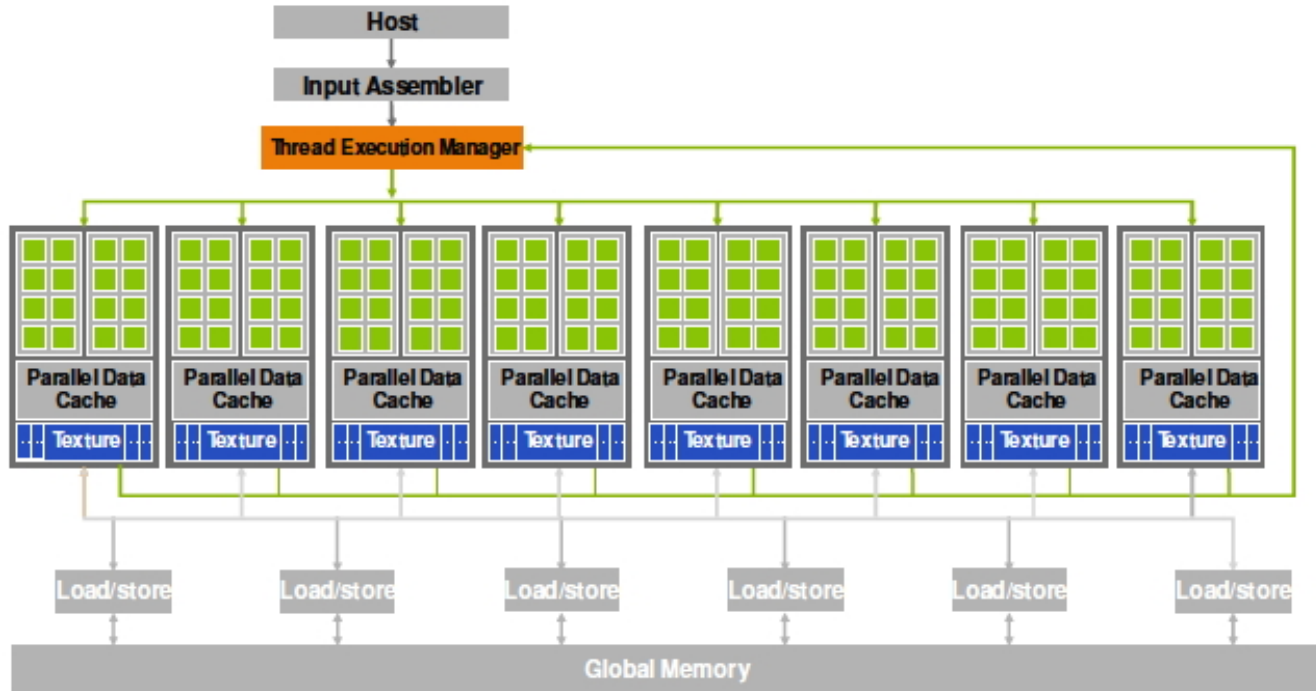 Host
Input Assembler
Thread Execution Manager
Parallel Data
Cache
Parallel Data
Cache
Parallel Data
Cache
Parallel Data
Cache
Parallel Data
Cache
Parallel Data
Cache
Parallel Data
Cache
Parallel Data
Cache
Texture
Texture
Texture
Texture
Texture
Texture
Texture
Texture
Load/store
Load/store
Load/store
Load/store
Load/store
Load/store
Global Memory